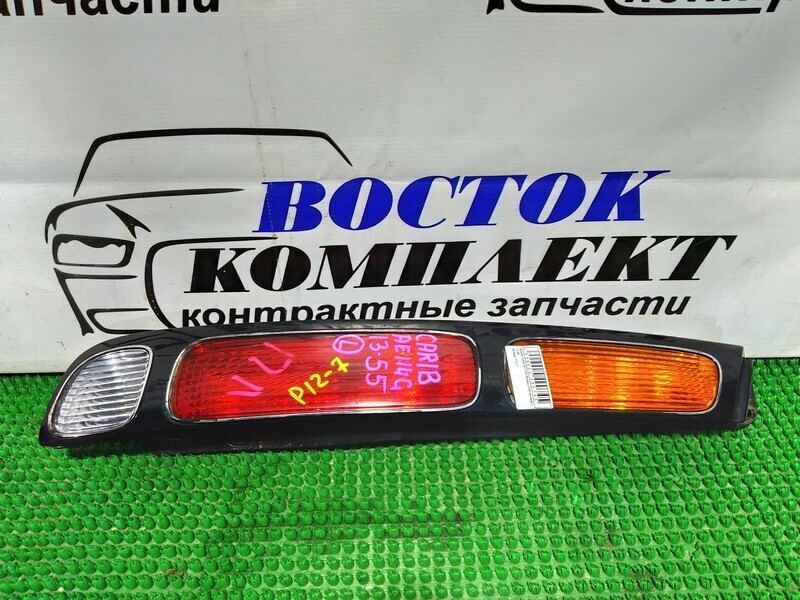 запчасти
ВОСТОК
КОМПЛЕКТ
контрактные запчасти
CARIB
AE114G
13-55
P12-7